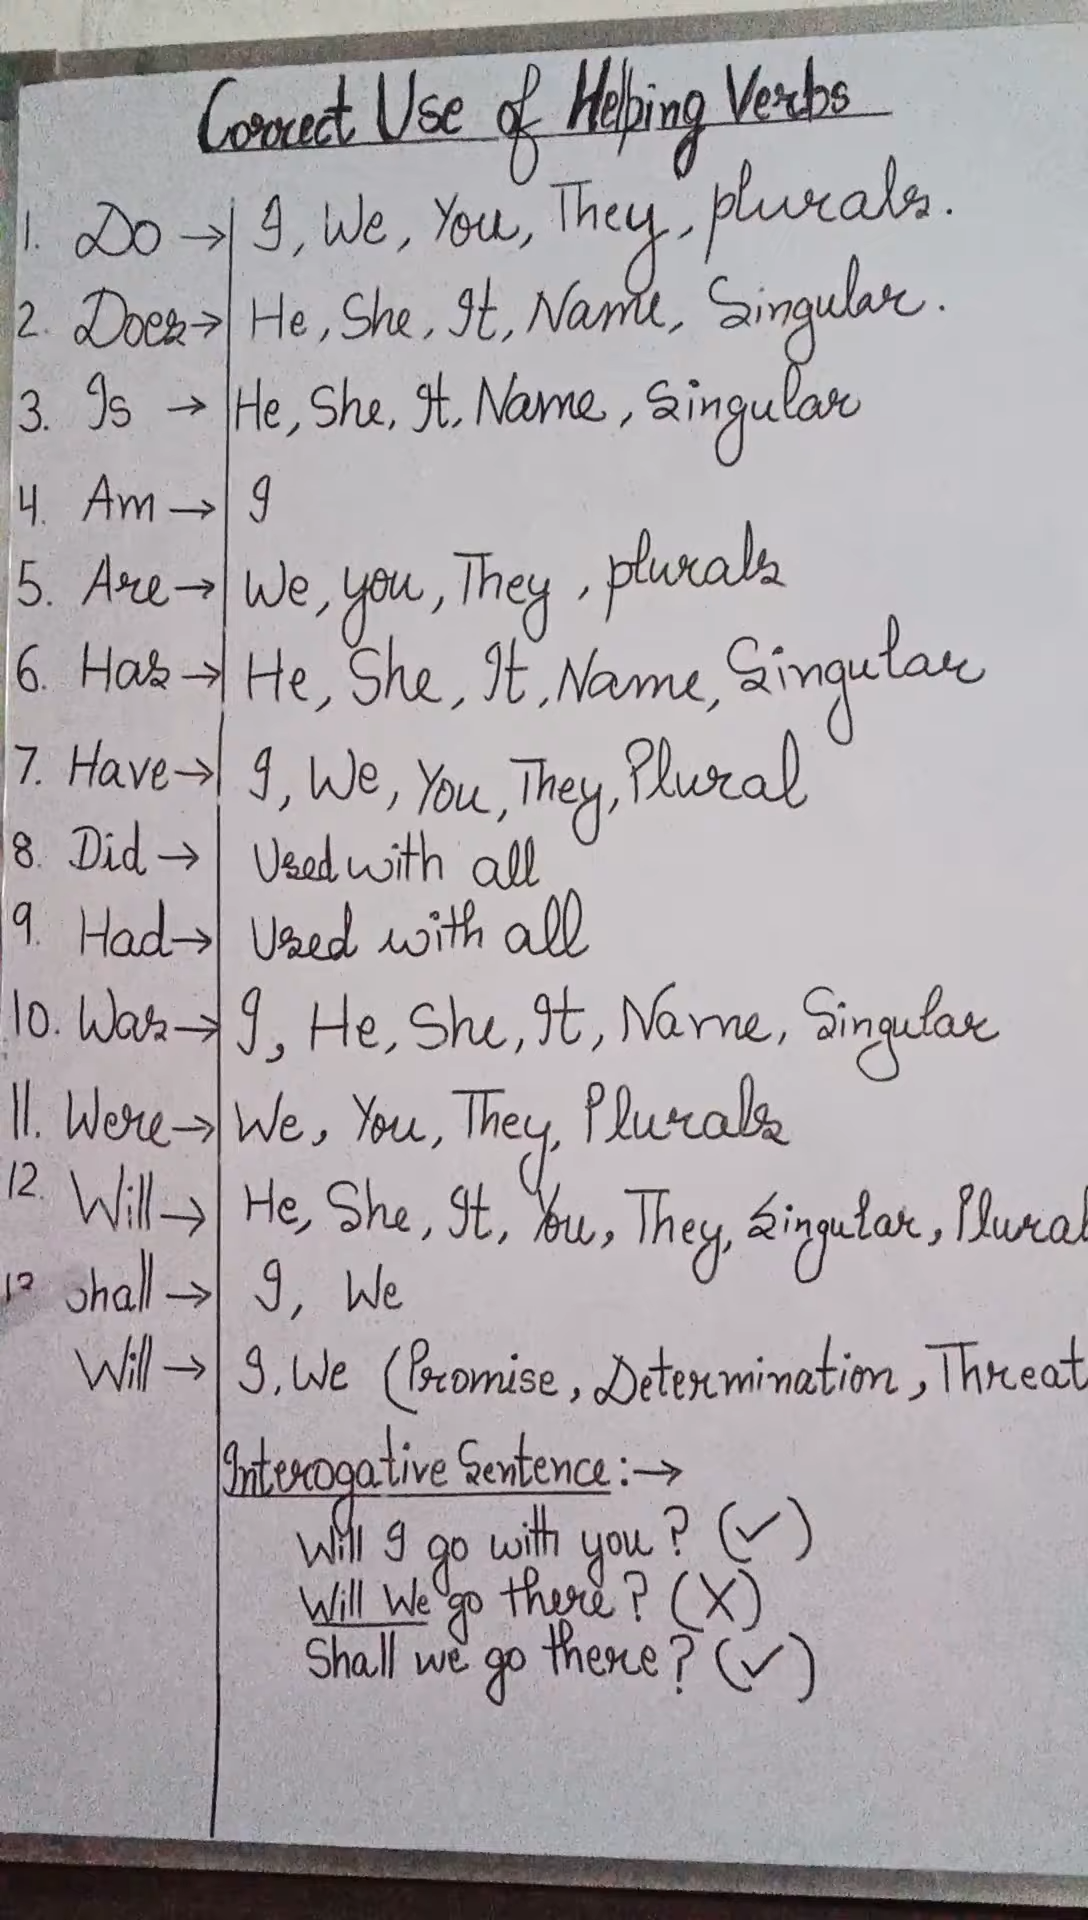 Correct Use of Helping Verbs
1. Do → I, We, You, They, plurals.
2. Does → He, She, It, Name, Singular.
3. Is → He, She, It, Name, Singular
4. Am → I
5. Are → We, you, They, plurals
6. Has → He, She, It, Name, Singular
7. Have → I, We, You, They, Plural
8. Did → Used with all
9. Had → Used with all
10. Was → I, He, She, It, Name, Singular
11. Were → We, You, They, Plurals
12. Will → He, She, It, You, They, Singular, Plural
13 Shall → I, We
Will → I, We (Promise, Determination, Threat
Interogative Sentence :→
Will I go with you? (✓)
Will We go there? (X)
Shall we go there? (✓)